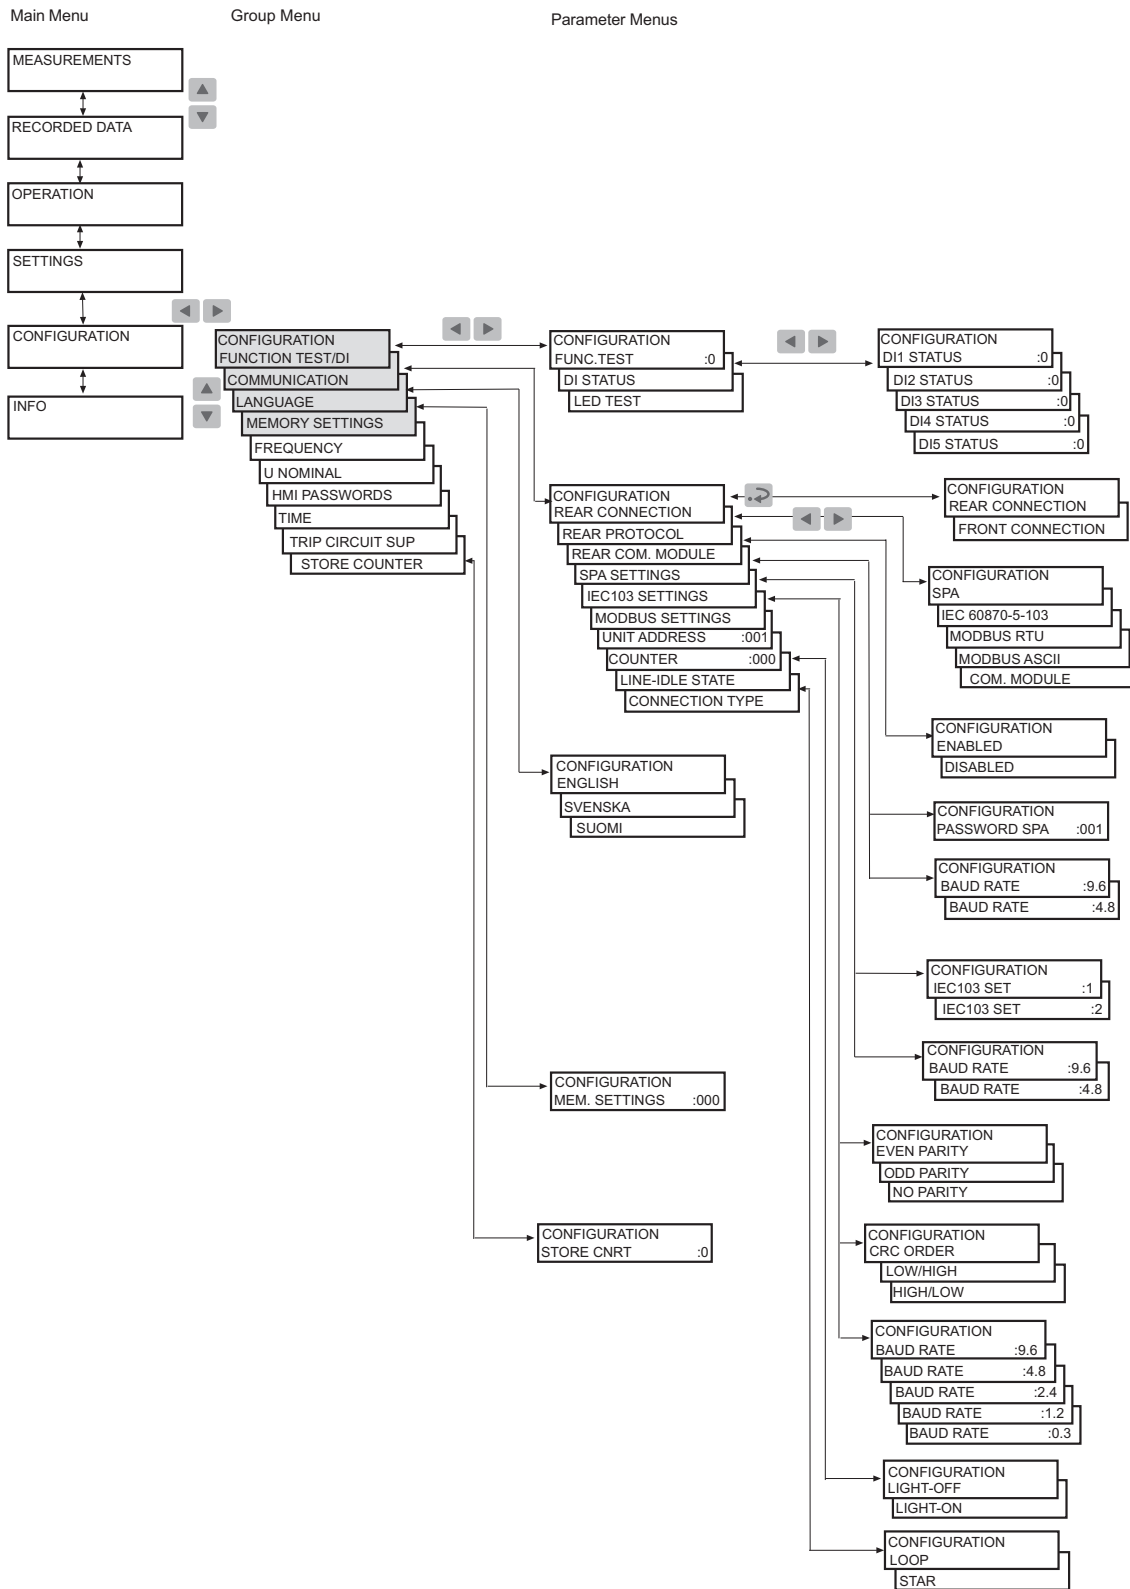 Main Menu
Group Menu
Parameter Menus
MEASUREMENTS
RECORDED DATA
OPERATION
SETTINGS
CONFIGURATION
INFO
CONFIGURATION
FUNCTION TEST/DI
COMMUNICATION
LANGUAGE
MEMORY SETTINGS
FREQUENCY
U NOMINAL
HMI PASSWORDS
TIME
TRIP CIRCUIT SUP
STORE COUNTER
CONFIGURATION
FUNC.TEST :0
DI STATUS
LED TEST
CONFIGURATION
DI1 STATUS :0
DI2 STATUS :0
DI3 STATUS :0
DI4 STATUS :0
DI5 STATUS :0
CONFIGURATION
REAR CONNECTION
REAR PROTOCOL
REAR COM. MODULE
SPA SETTINGS
IEC103 SETTINGS
MODBUS SETTINGS
UNIT ADDRESS :001
COUNTER :000
LINE-IDLE STATE
CONNECTION TYPE
CONFIGURATION
REAR CONNECTION
FRONT CONNECTION
CONFIGURATION
SPA
IEC 60870-5-103
MODBUS RTU
MODBUS ASCII
COM. MODULE
CONFIGURATION
ENABLED
DISABLED
CONFIGURATION
ENGLISH
SVENSKA
SUOMI
CONFIGURATION
PASSWORD SPA :001
CONFIGURATION
BAUD RATE :9.6
BAUD RATE :4.8
CONFIGURATION
IEC103 SET :1
IEC103 SET :2
CONFIGURATION
BAUD RATE :9.6
BAUD RATE :4.8
CONFIGURATION
MEM. SETTINGS :000
CONFIGURATION
EVEN PARITY
ODD PARITY
NO PARITY
CONFIGURATION
STORE CNRT :0
CONFIGURATION
CRC ORDER
LOW/HIGH
HIGH/LOW
CONFIGURATION
BAUD RATE :9.6
BAUD RATE :4.8
BAUD RATE :2.4
BAUD RATE :1.2
BAUD RATE :0.3
CONFIGURATION
LIGHT-OFF
LIGHT-ON
CONFIGURATION
LOOP
STAR